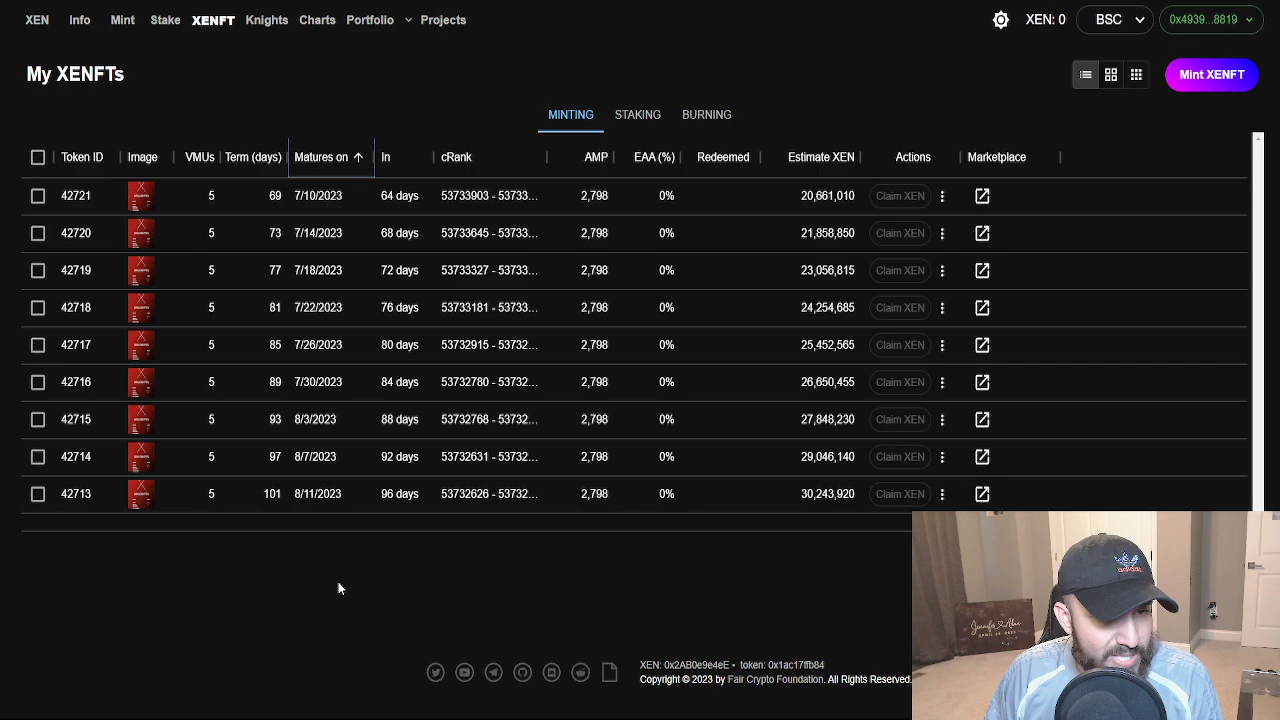 XEN Info Mint Stake XENFT Knights Charts Portfolio Projects XEN: 0 BSC 0x4939...8819
My XENFTs Mint XENFT
MINTING STAKING BURNING
Token ID Image VMUs Term (days) Matures on In cRank AMP EAA (%) Redeemed Estimate XEN Actions Marketplace
42721 5 69 7/10/2023 64 days 53733903 - 53733... 2,798 0% 20,661,010 Claim XEN
42720 5 73 7/14/2023 68 days 53733645 - 53733... 2,798 0% 21,858,850 Claim XEN
42719 5 77 7/18/2023 72 days 53733327 - 53733... 2,798 0% 23,056,815 Claim XEN
42718 5 81 7/22/2023 76 days 53733181 - 53733... 2,798 0% 24,254,685 Claim XEN
42717 5 85 7/26/2023 80 days 53732915 - 53732... 2,798 0% 25,452,565 Claim XEN
42716 5 89 7/30/2023 84 days 53732780 - 53732... 2,798 0% 26,650,455 Claim XEN
42715 5 93 8/3/2023 88 days 53732768 - 53732... 2,798 0% 27,848,230 Claim XEN
42714 5 97 8/7/2023 92 days 53732631 - 53732... 2,798 0% 29,046,140 Claim XEN
42713 5 101 8/11/2023 96 days 53732626 - 53732... 2,798 0% 30,243,920 Claim XEN
XEN: 0x2AB0e9e4eE • token: 0x1ac17ffb84
Copyright © 2023 by Fair Crypto Foundation. All Rights Reserved.
adidas